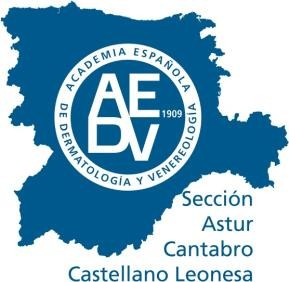 ACADEMIA ESPAÑOLA
DE DERMATOLOGÍA Y VENEREOLOGÍA
AE
DV
1909
Sección
Astur
Cantabro
Castellano Leonesa